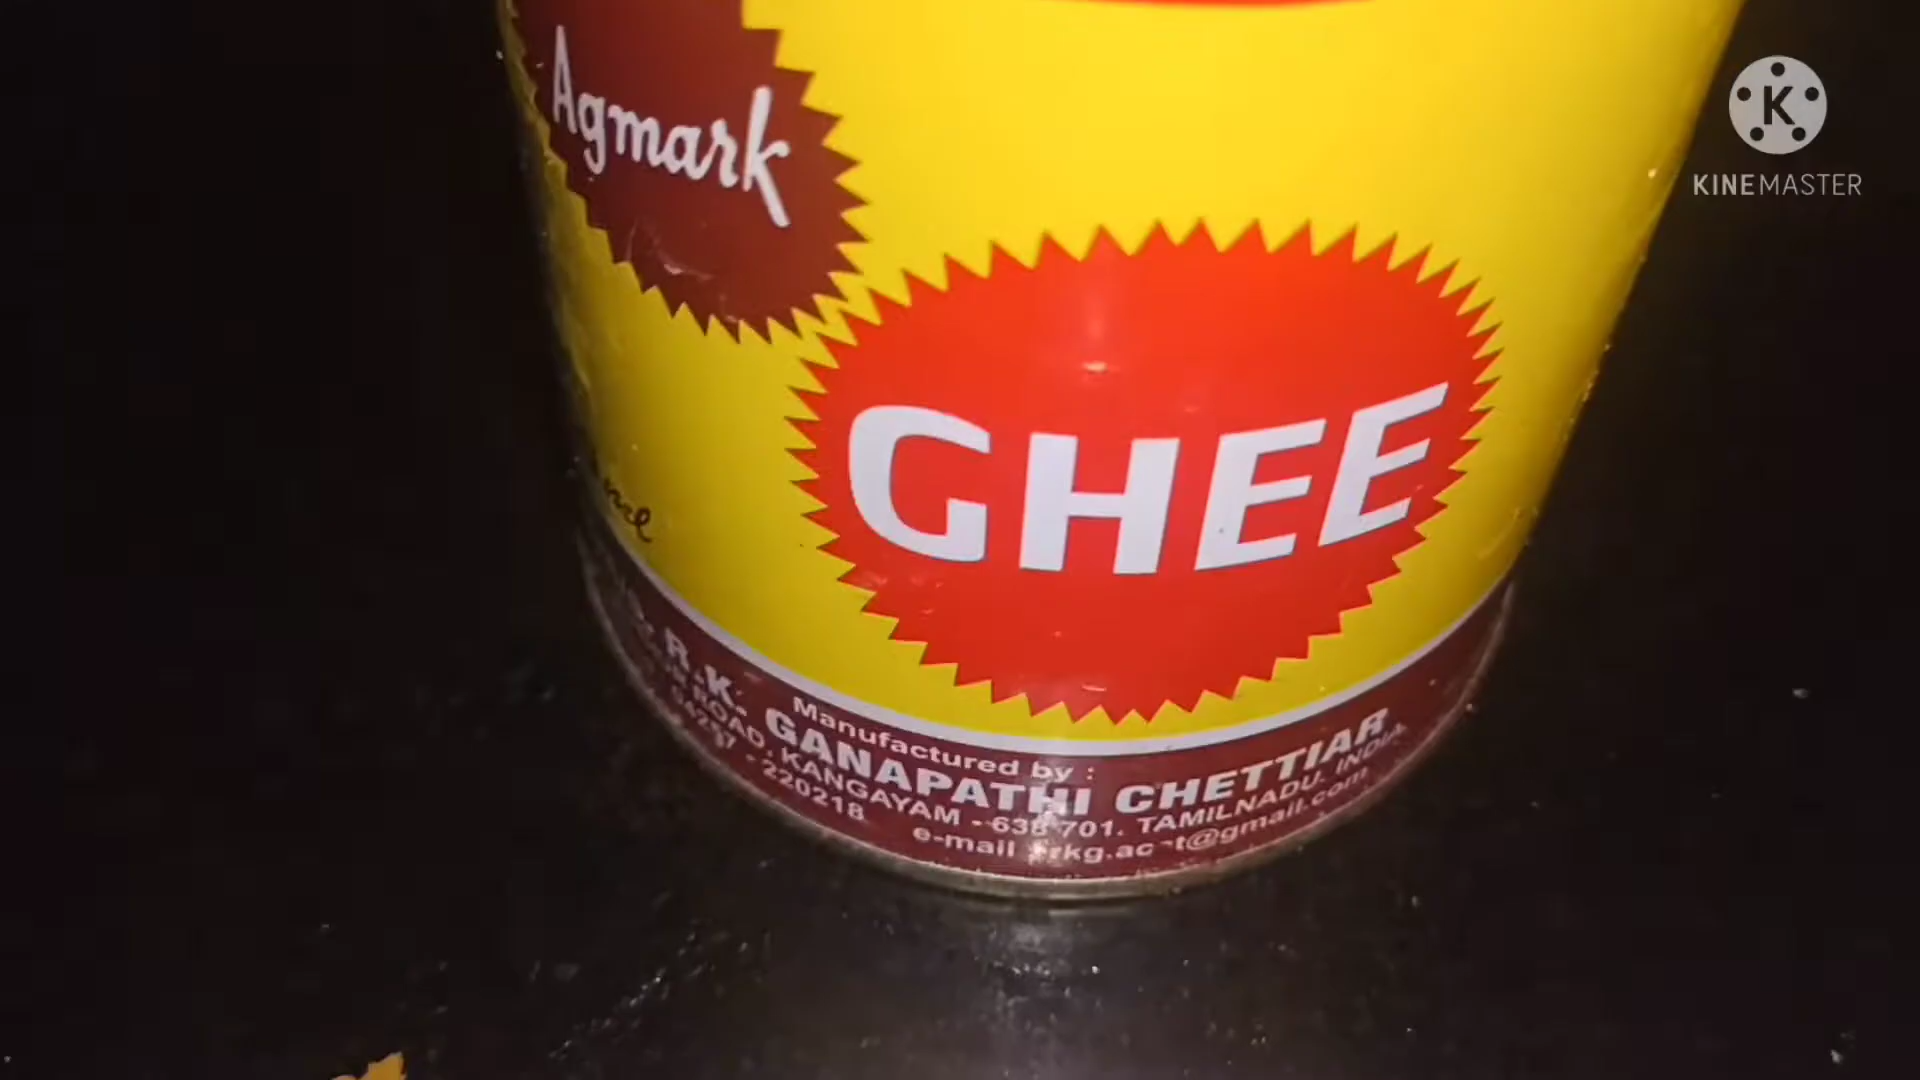 Agmark
KINEMASTER
GHEE
Manufactured by :
R.K. GANAPATHI CHETTIAR
ROAD. KANGAYAM - 638 701. TAMILNADU. INDIA
- 220218 e-mail